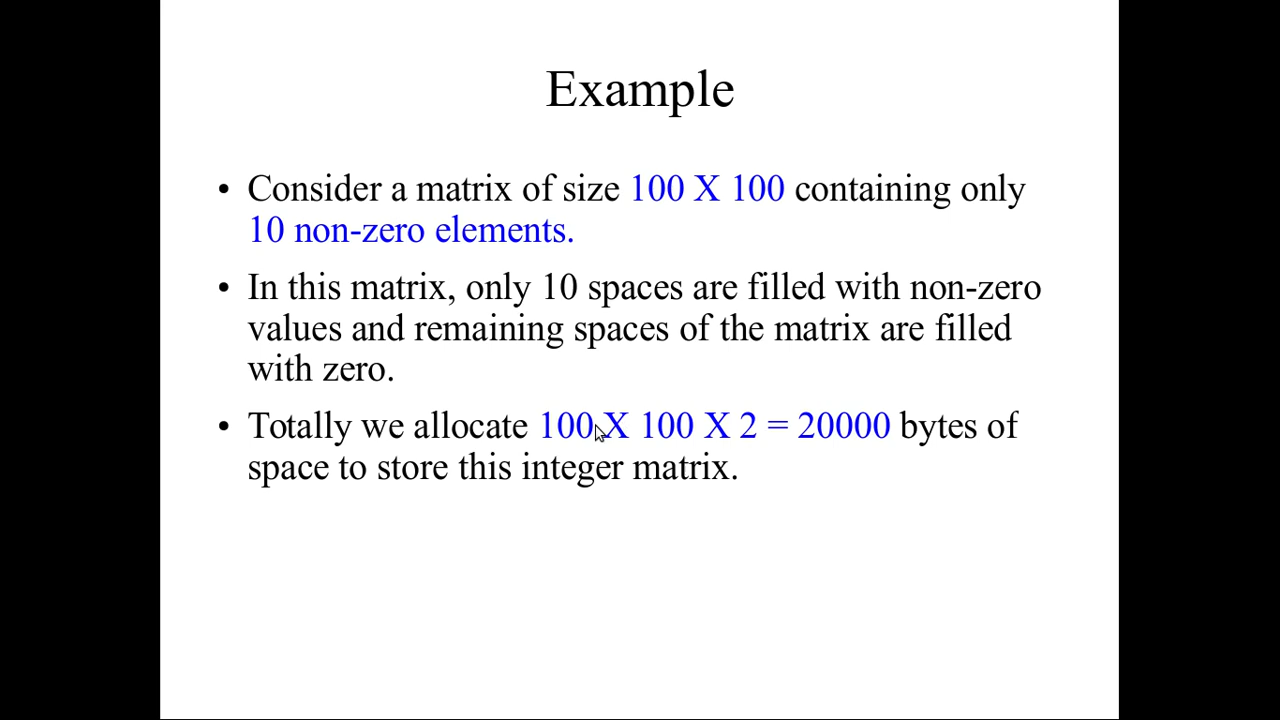 Example
• Consider a matrix of size 100 X 100 containing only
10 non-zero elements.
• In this matrix, only 10 spaces are filled with non-zero
values and remaining spaces of the matrix are filled
with zero.
• Totally we allocate 100 X 100 X 2 = 20000 bytes of
space to store this integer matrix.